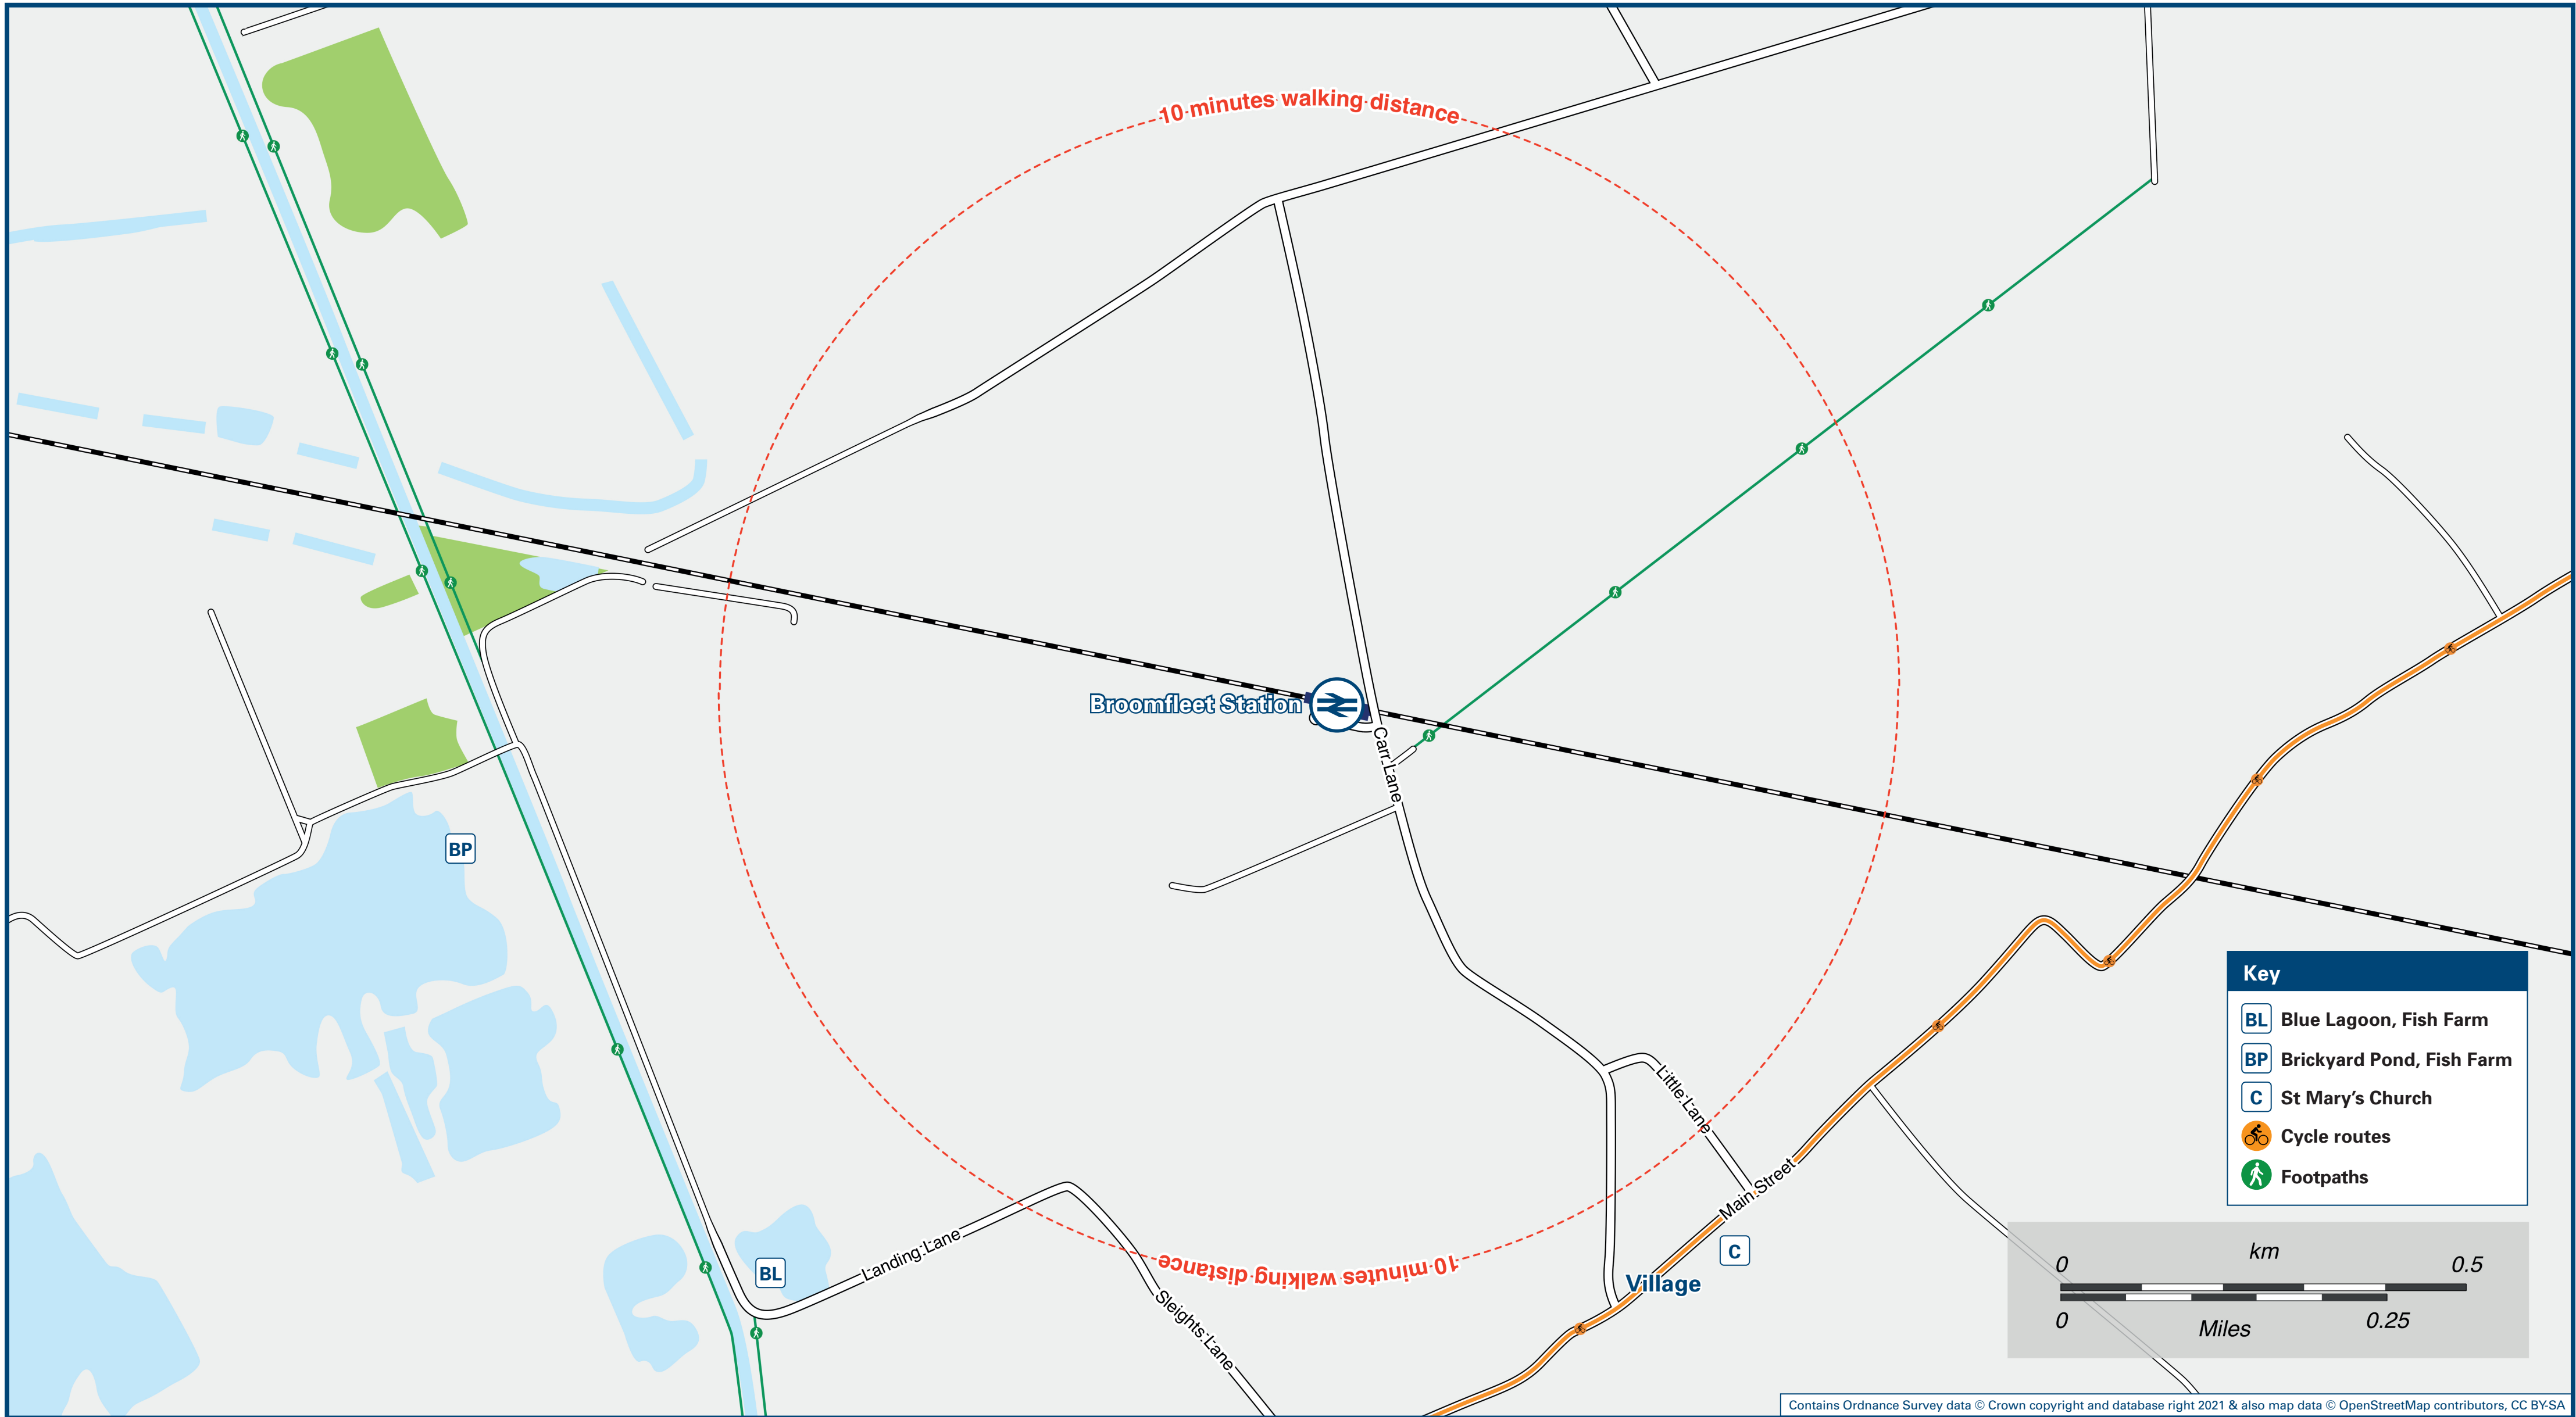 10 minutes walking distance
Broomfleet Station
Carr Lane
BP
Little Lane
Main Street
C
Village
Landing Lane
BL
Sleights Lane
10 minutes walking distance
Key
BL Blue Lagoon, Fish Farm
BP Brickyard Pond, Fish Farm
C St Mary’s Church
Cycle routes
Footpaths
km
0 0.5
0 0.25
Miles
Contains Ordnance Survey data © Crown copyright and database right 2021 & also map data © OpenStreetMap contributors, CC BY-SA